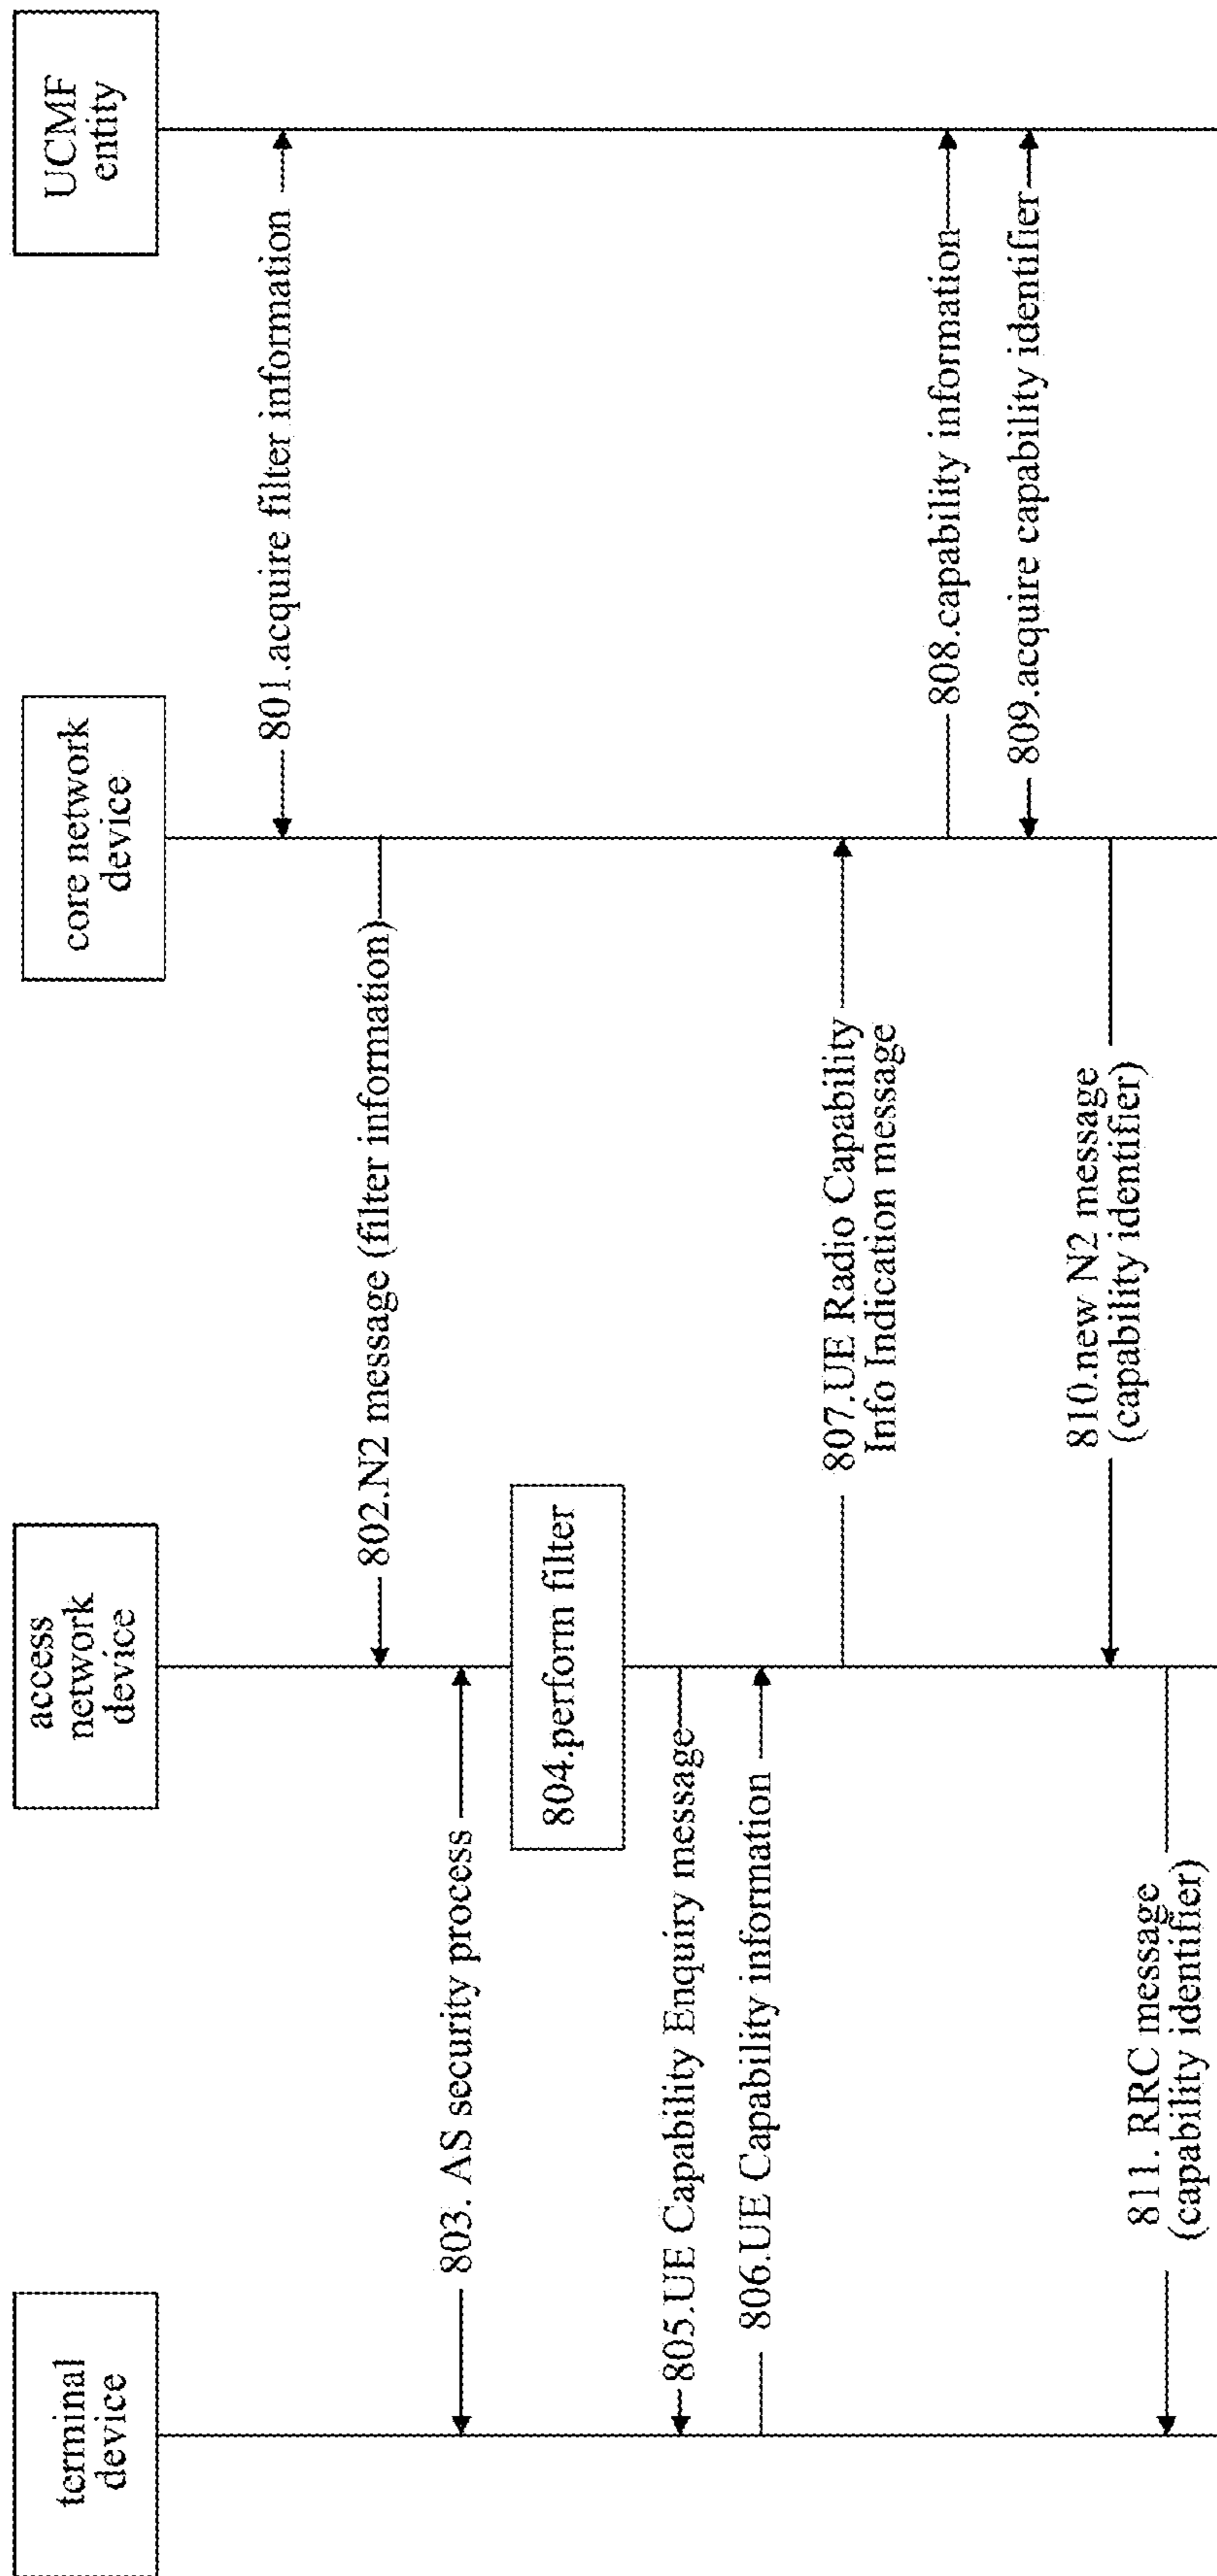 terminal
device
access
network
device
core network
device
UCMF
entity
801.acquire filter information
802.N2 message (filter information)
803. AS security process
804.perform filter
805.UE Capability Enquiry message
806.UE Capability information
807.UE Radio Capability
Info Indication message
808.capability information
809.acquire capability identifier
810.new N2 message
(capability identifier)
811. RRC message
(capability identifier)